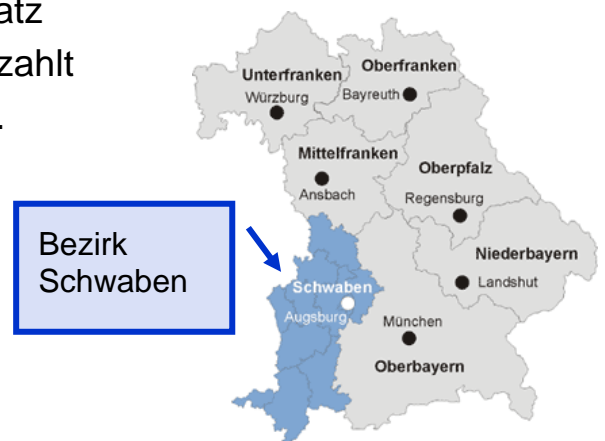 atz
zahlt
.
Unterfranken
Würzburg
Oberfranken
Bayreuth
Mittelfranken
Ansbach
Oberpfalz
Regensburg
Bezirk
Schwaben
Schwaben
Augsburg
Niederbayern
Landshut
München
Oberbayern